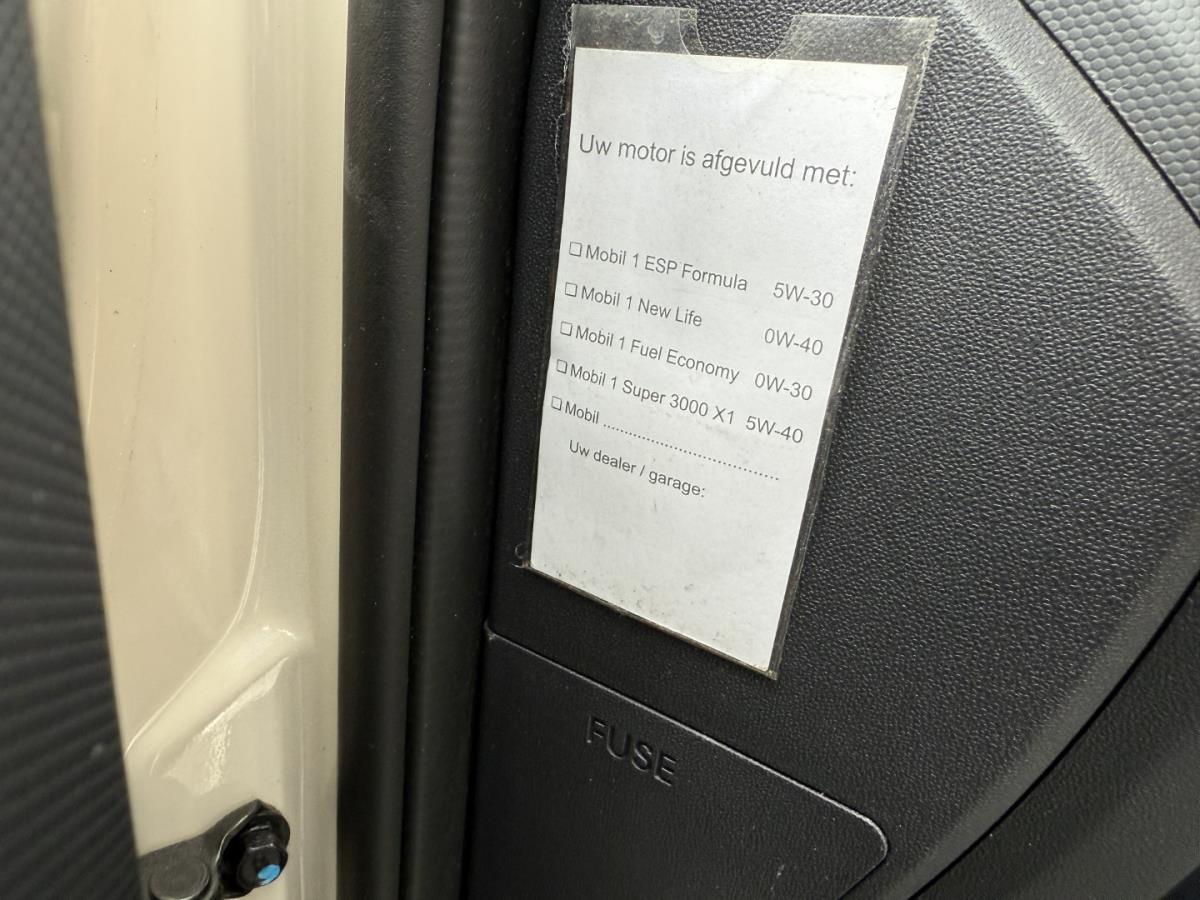 Uw motor is afgevuld met:
☐ Mobil 1 ESP Formula 5W-30
☐ Mobil 1 New Life 0W-40
☐ Mobil 1 Fuel Economy 0W-30
☐ Mobil 1 Super 3000 X1 5W-40
☐ Mobil ........................................
Uw dealer / garage:
FUSE